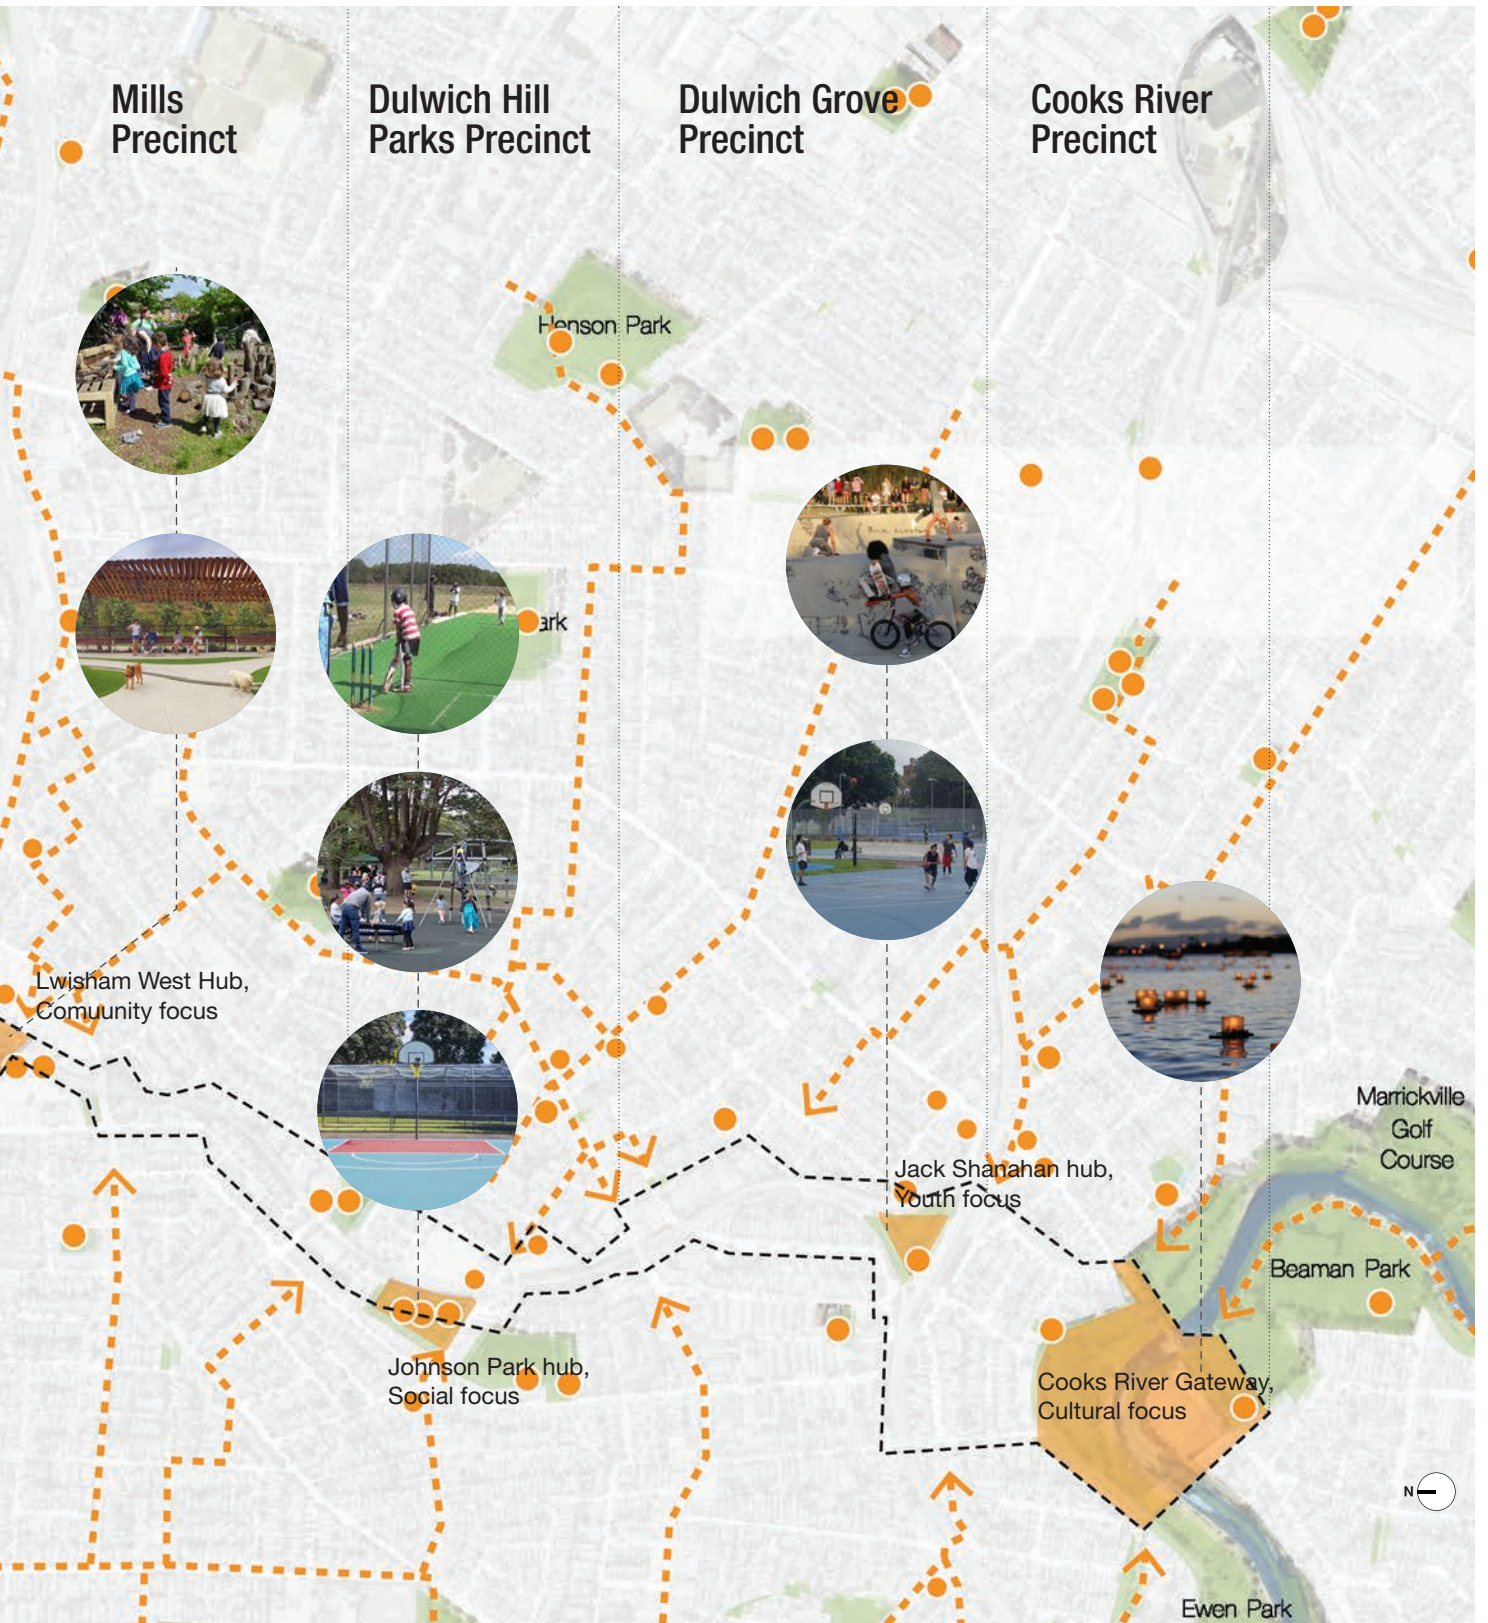 Mills
Precinct
Dulwich Hill
Parks Precinct
Dulwich Grove
Precinct
Cooks River
Precinct
Henson Park
ark
Lwisham West Hub,
Comuunity focus
Marrickville
Golf
Course
Jack Shanahan hub,
Youth focus
Beaman Park
Johnson Park hub,
Social focus
Cooks River Gateway,
Cultural focus
N
Ewen Park